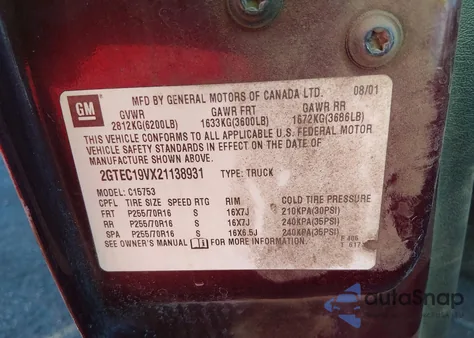 GM
MFD BY GENERAL MOTORS OF CANADA LTD. 08/01
GVWR GAWR FRT GAWR RR
2812KG(6200LB) 1633KG(3600LB) 1672KG(3686LB)
THIS VEHICLE CONFORMS TO ALL APPLICABLE U.S. FEDERAL MOTOR
VEHICLE SAFETY STANDARDS IN EFFECT ON THE DATE OF
MANUFACTURE SHOWN ABOVE.
2GTEC19VX21138931 TYPE: TRUCK
MODEL: C15753
CPFL TIRE SIZE SPEED RTG RIM COLD TIRE PRESSURE
FRT P255/70R16 S 16X7J 210KPA(30PSI)
RR P255/70R16 S 16X7J 240KPA(35PSI)
SPA P255/70R16 S 16X6.5J 240KPA(35PSI)
SEE OWNER'S MANUAL FOR MORE INFORMATION.
autoSnap